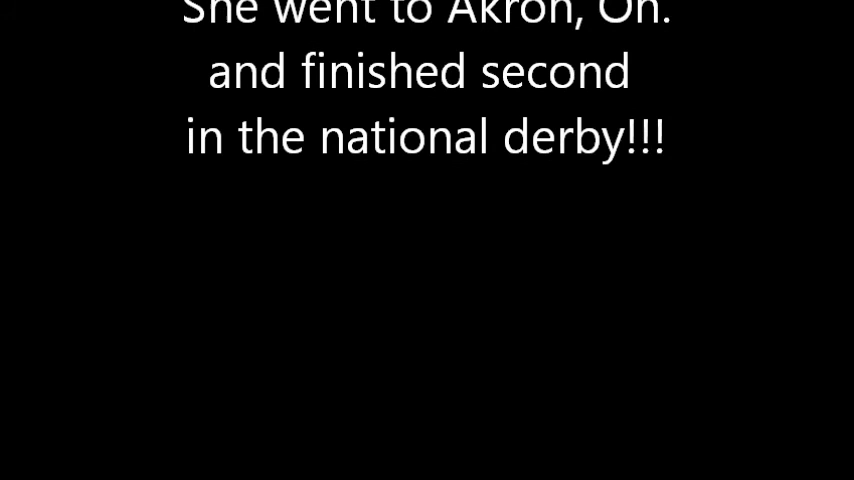 She went to Akron, Oh.
and finished second
in the national derby!!!